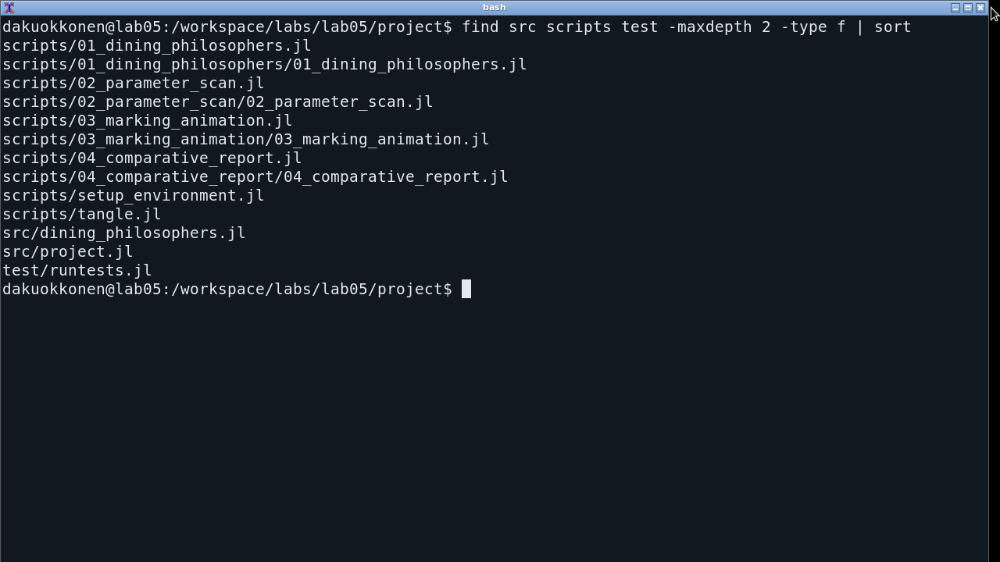 bash
dakuokkonen@lab05:/workspace/labs/lab05/project$ find src scripts test -maxdepth 2 -type f | sort
scripts/01_dining_philosophers.jl
scripts/01_dining_philosophers/01_dining_philosophers.jl
scripts/02_parameter_scan.jl
scripts/02_parameter_scan/02_parameter_scan.jl
scripts/03_marking_animation.jl
scripts/03_marking_animation/03_marking_animation.jl
scripts/04_comparative_report.jl
scripts/04_comparative_report/04_comparative_report.jl
scripts/setup_environment.jl
scripts/tangle.jl
src/dining_philosophers.jl
src/project.jl
test/runtests.jl
dakuokkonen@lab05:/workspace/labs/lab05/project$